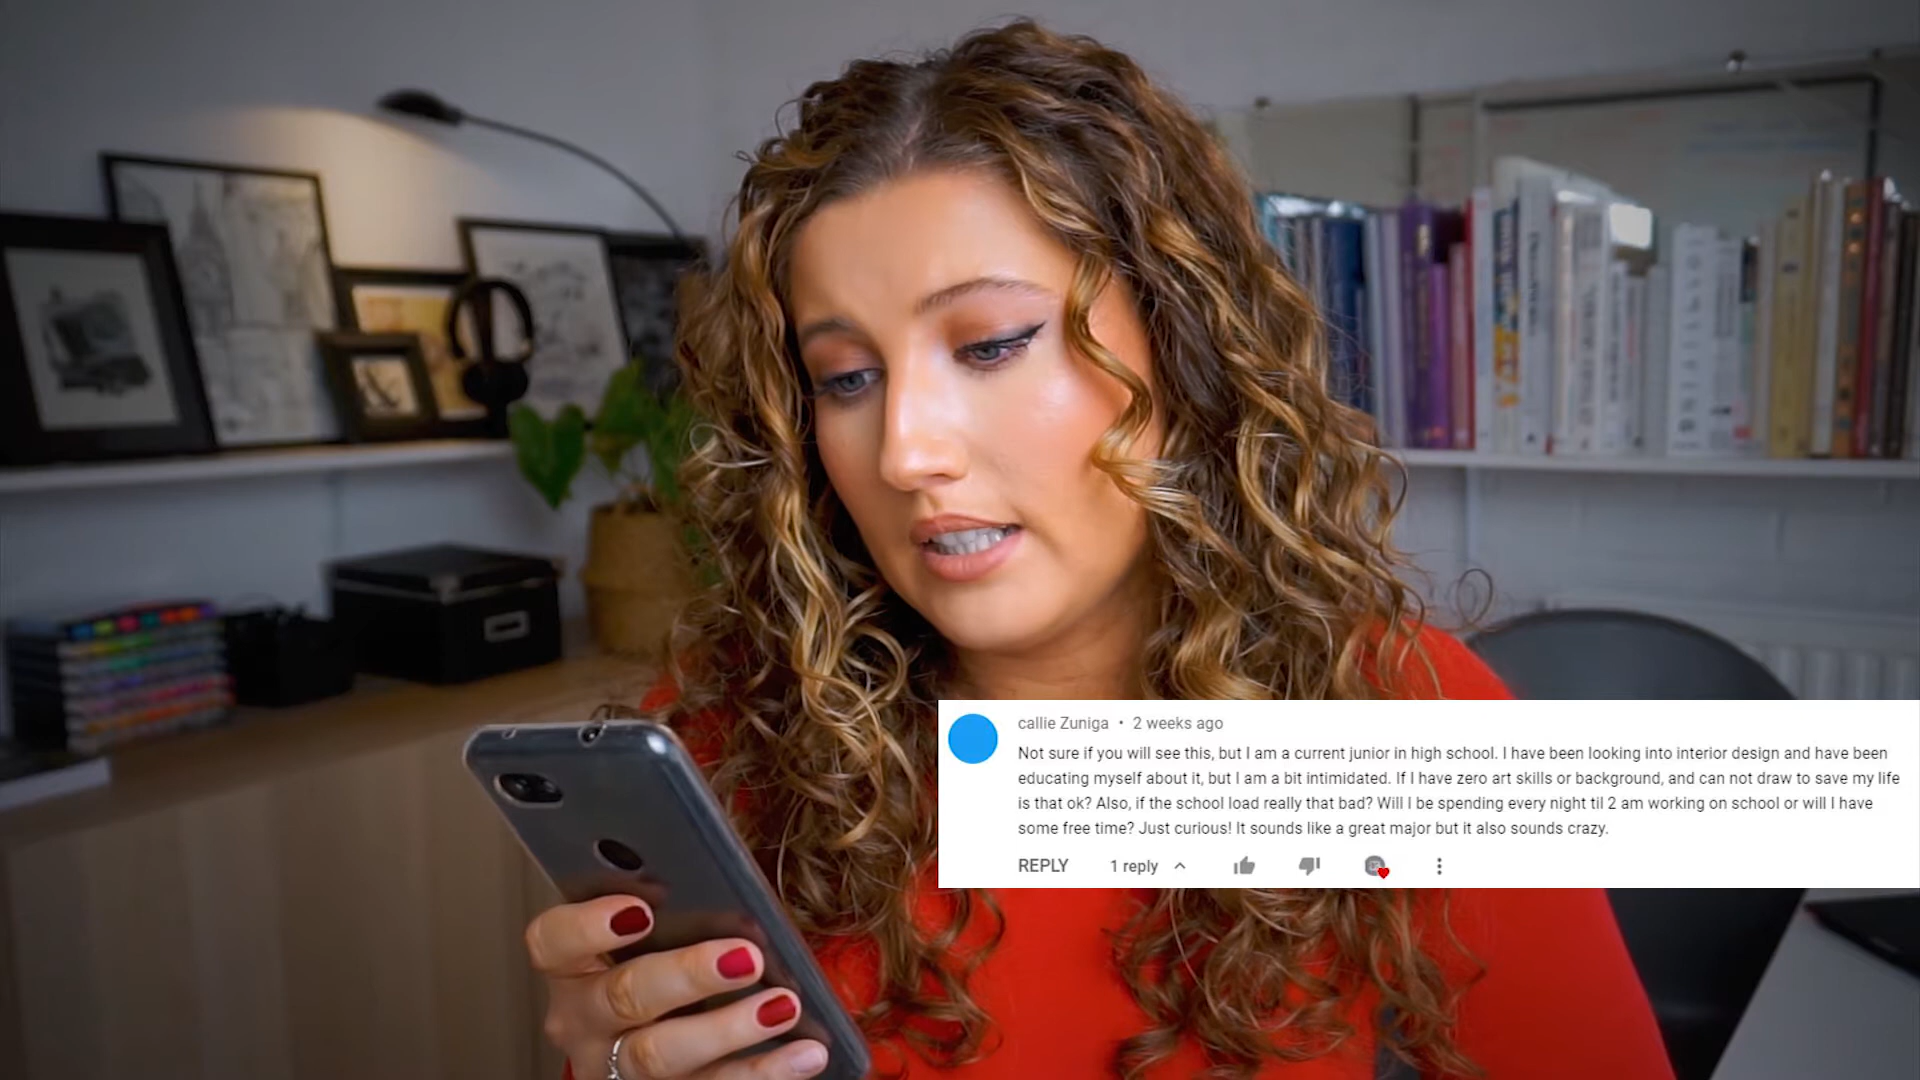 callie Zuniga • 2 weeks ago
Not sure if you will see this, but I am a current junior in high school. I have been looking into interior design and have been
educating myself about it, but I am a bit intimidated. If I have zero art skills or background, and can not draw to save my life
is that ok? Also, if the school load really that bad? Will I be spending every night til 2 am working on school or will I have
some free time? Just curious! It sounds like a great major but it also sounds crazy.
REPLY 1 reply